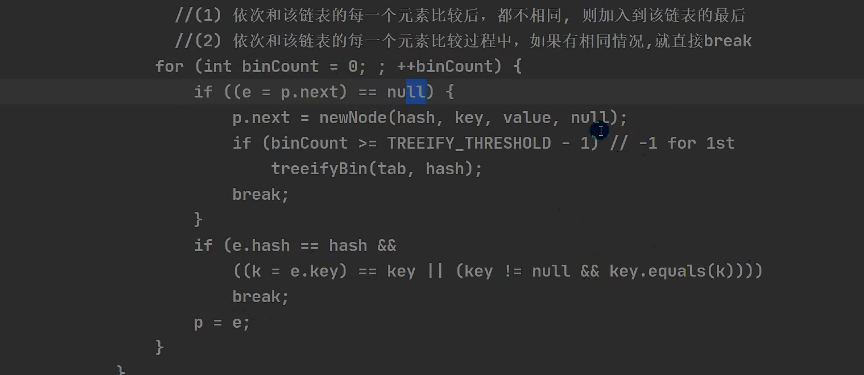 //(1) 依次和该链表的每一个元素比较后，都不相同, 则加入到该链表的最后
//(2) 依次和该链表的每一个元素比较过程中，如果有相同情况,就直接break
for (int binCount = 0; ; ++binCount) {
if ((e = p.next) == null) {
p.next = newNode(hash, key, value, null);
if (binCount >= TREEIFY_THRESHOLD - 1) // -1 for 1st
treeifyBin(tab, hash);
break;
}
if (e.hash == hash &&
((k = e.key) == key || (key != null && key.equals(k))))
break;
p = e;
}
}